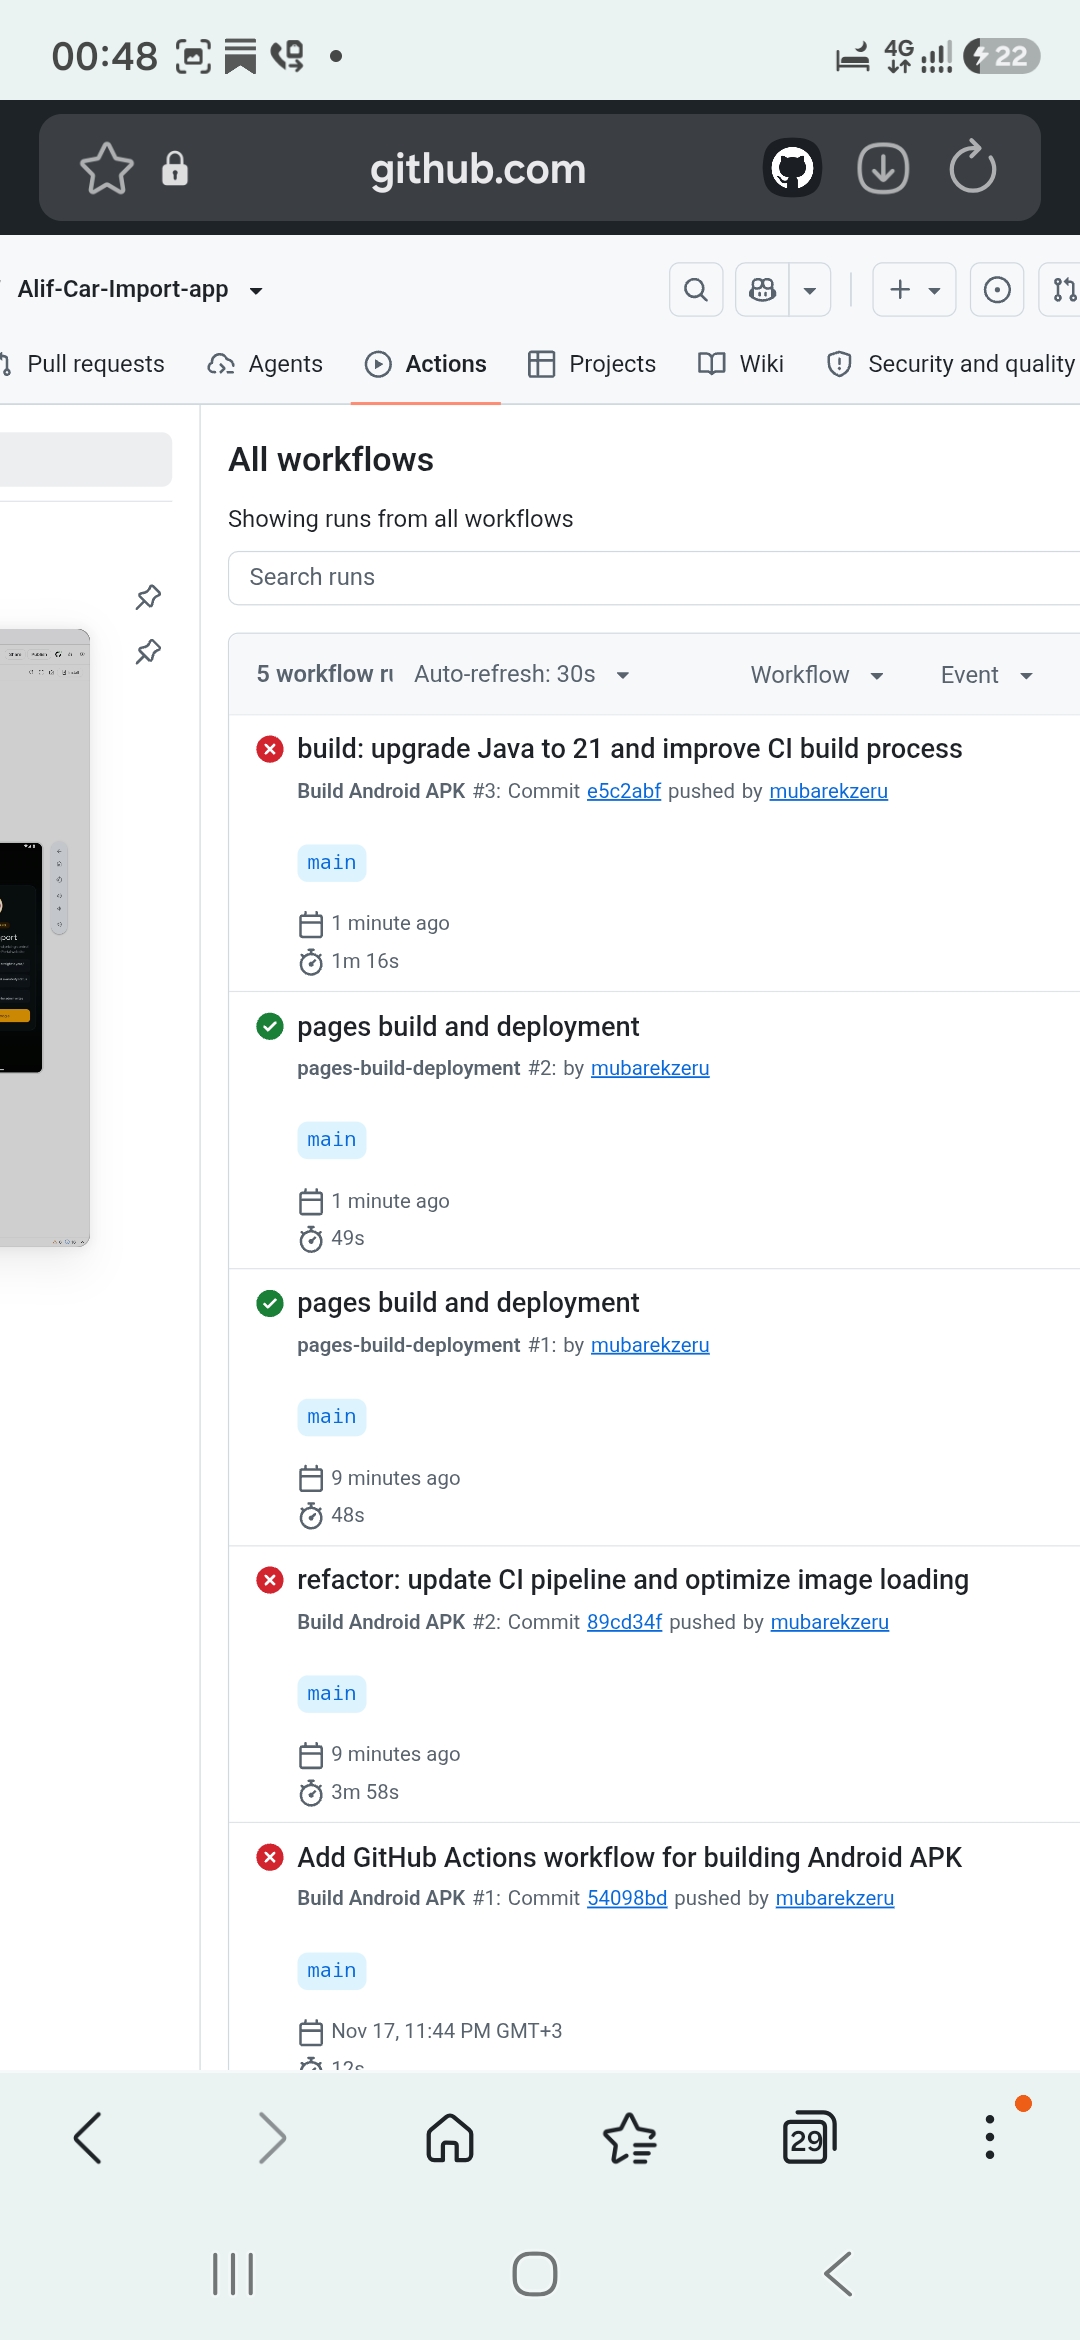 00:48
4G
22
github.com
Alif-Car-Import-app
Pull requests
Agents
Actions
Projects
Wiki
Security and quality
All workflows
Showing runs from all workflows
Search runs
5 workflow
Auto-refresh: 30s
Workflow
Event
build: upgrade Java to 21 and improve CI build process
Build Android APK #3: Commit e5c2abf pushed by mubarekzeru
main
1 minute ago
1m 16s
pages build and deployment
pages-build-deployment #2: by mubarekzeru
main
1 minute ago
49s
pages build and deployment
pages-build-deployment #1: by mubarekzeru
main
9 minutes ago
48s
refactor: update CI pipeline and optimize image loading
Build Android APK #2: Commit 89cd34f pushed by mubarekzeru
main
9 minutes ago
3m 58s
Add GitHub Actions workflow for building Android APK
Build Android APK #1: Commit 54098bd pushed by mubarekzeru
main
Nov 17, 11:44 PM GMT+3
12s
29